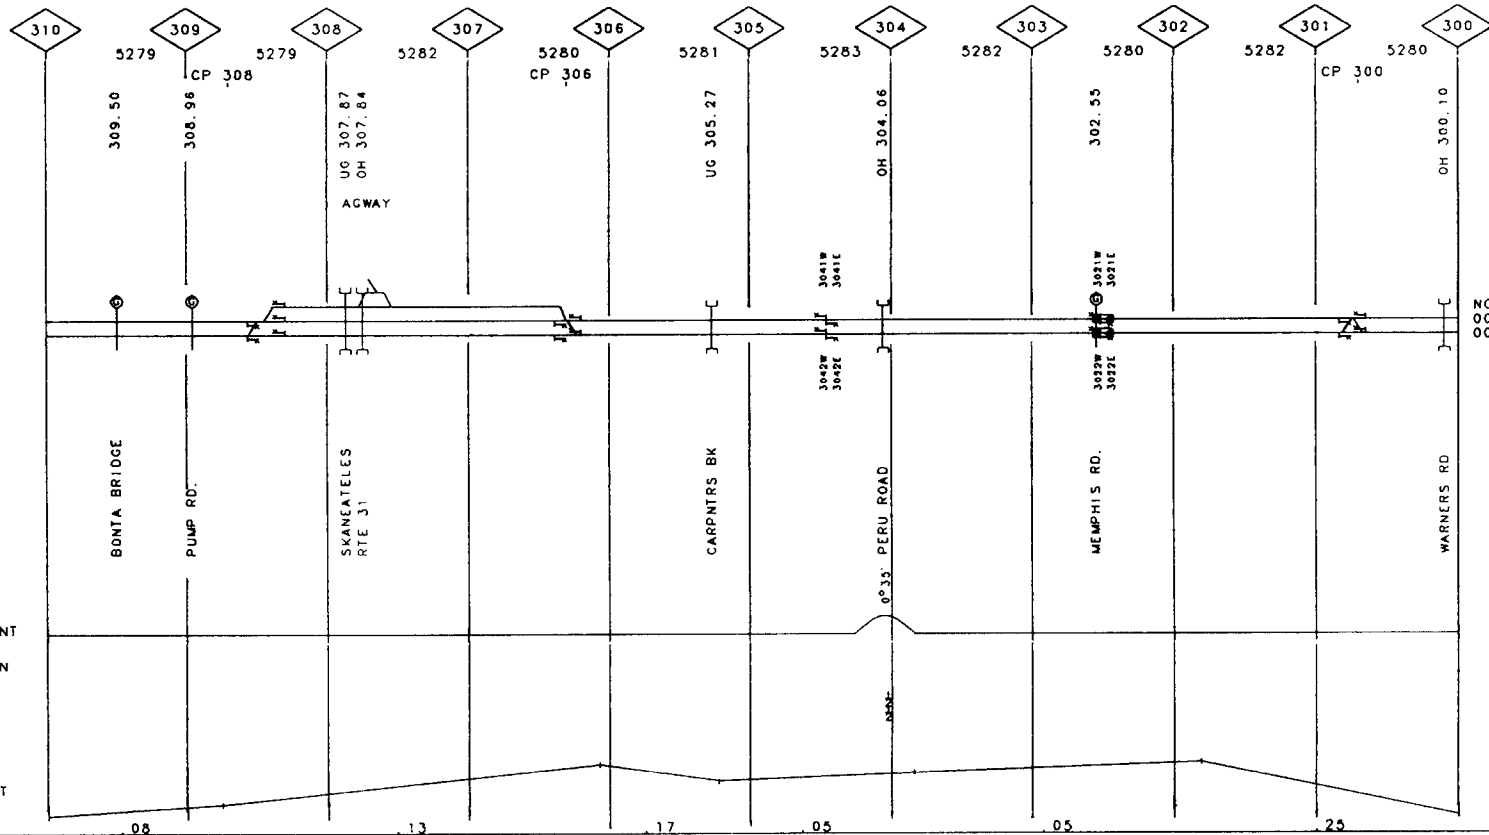 310 309 308 307 306 305 304 303 302 301 300
5279 5279 5282 5280 5281 5283 5282 5280 5282 5280
CP 308 CP 306 CP 300
309.50
308.96
UG 307.87
OH 307.84
UG 305.27
OH 304.06
302.55
OH 300.10
AGWAY
3041W
3041E
3021W
3021E
G G G
NO
00
00
3042W
3042E
3022W
3022E
BONTA BRIDGE
PUMP RD.
SKANEATELES
RTE 31
CARPNTRS BK
0°35' PERU ROAD
MEMPHIS RD.
WARNERS RD
NT
N
T
.08 .13 .17 .05 .05 .25